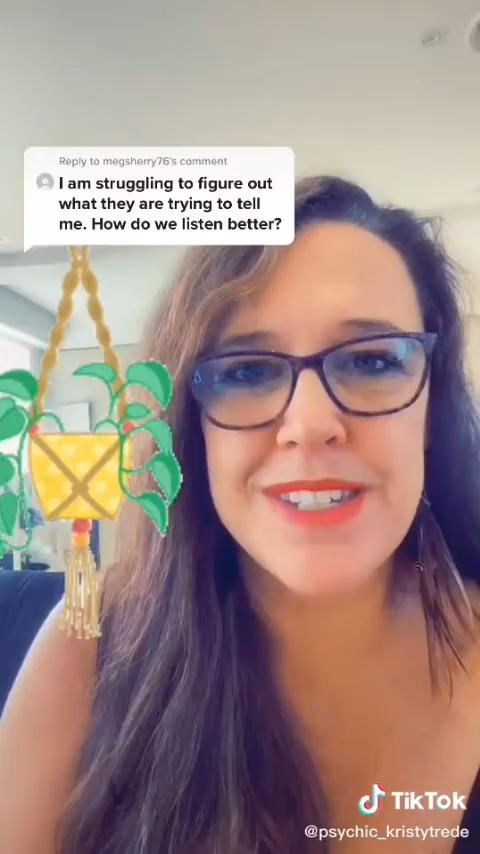 Reply to megsherry76's comment
I am struggling to figure out
what they are trying to tell
me. How do we listen better?
TikTok
@psychic_kristytrede